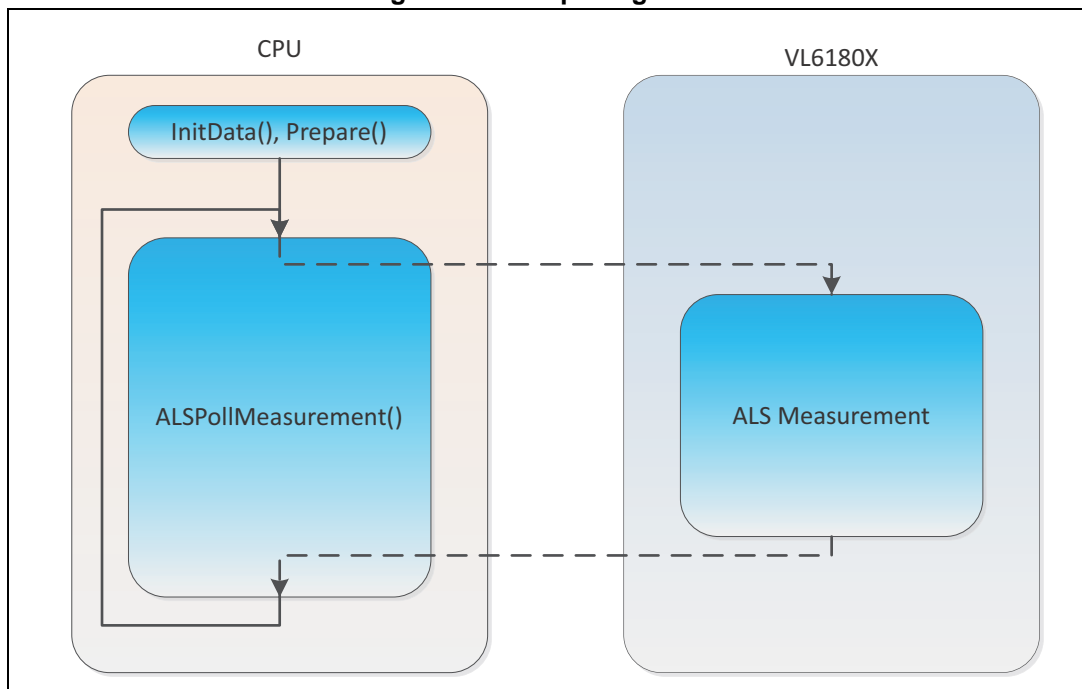 CPU
VL6180X
InitData(), Prepare()
ALSPollMeasurement()
ALS Measurement